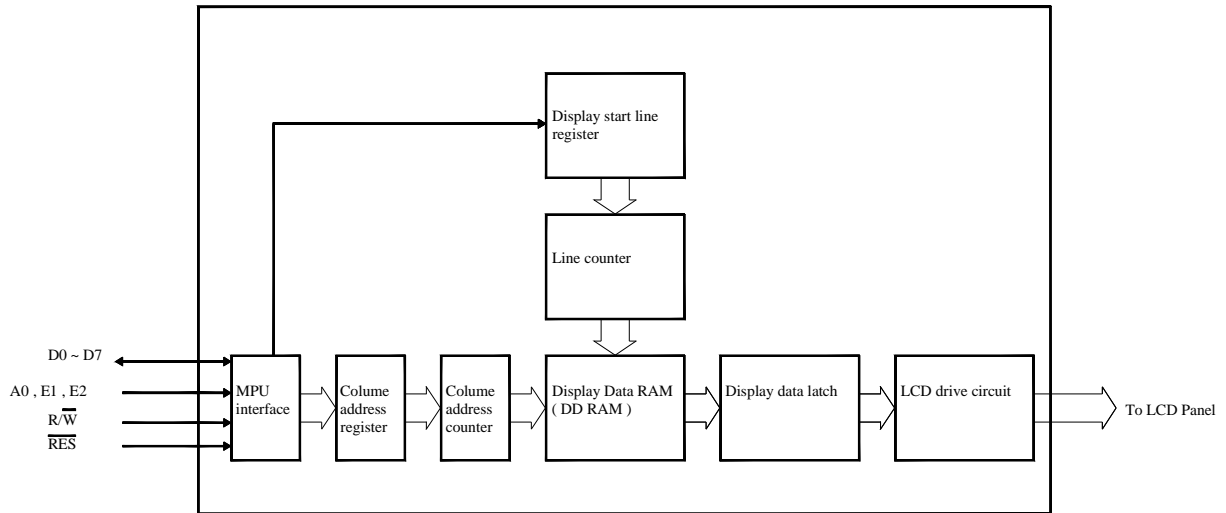 Display start line
register
Line counter
D0 ~ D7
A0 , E1 , E2
R/W̅
R̅E̅S̅
MPU
interface
Colume
address
register
Colume
address
counter
Display Data RAM
( DD RAM )
Display data latch
LCD drive circuit
To LCD Panel